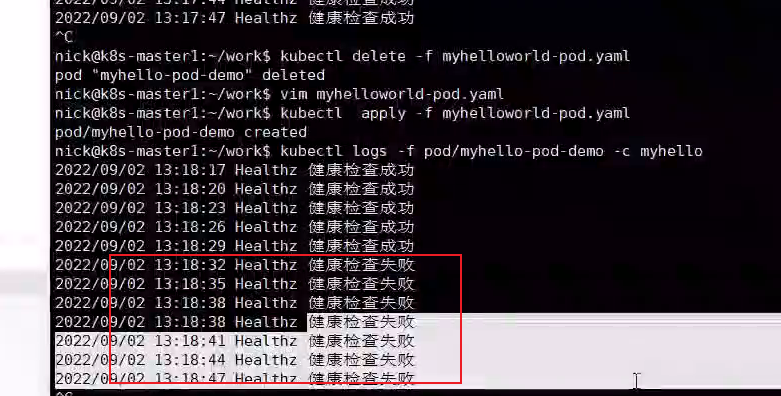 2022/09/02 13:17:44 Healthz 健康检查成功
2022/09/02 13:17:47 Healthz 健康检查成功
^C
nick@k8s-master1:~/work$ kubectl delete -f myhelloworld-pod.yaml
pod "myhello-pod-demo" deleted
nick@k8s-master1:~/work$ vim myhelloworld-pod.yaml
nick@k8s-master1:~/work$ kubectl  apply -f myhelloworld-pod.yaml
pod/myhello-pod-demo created
nick@k8s-master1:~/work$ kubectl logs -f pod/myhello-pod-demo -c myhello
2022/09/02 13:18:17 Healthz 健康检查成功
2022/09/02 13:18:20 Healthz 健康检查成功
2022/09/02 13:18:23 Healthz 健康检查成功
2022/09/02 13:18:26 Healthz 健康检查成功
2022/09/02 13:18:29 Healthz 健康检查成功
2022/09/02 13:18:32 Healthz 健康检查失败
2022/09/02 13:18:35 Healthz 健康检查失败
2022/09/02 13:18:38 Healthz 健康检查失败
2022/09/02 13:18:38 Healthz 健康检查失败
2022/09/02 13:18:41 Healthz 健康检查失败
2022/09/02 13:18:44 Healthz 健康检查失败
2022/09/02 13:18:47 Healthz 健康检查失败
^C